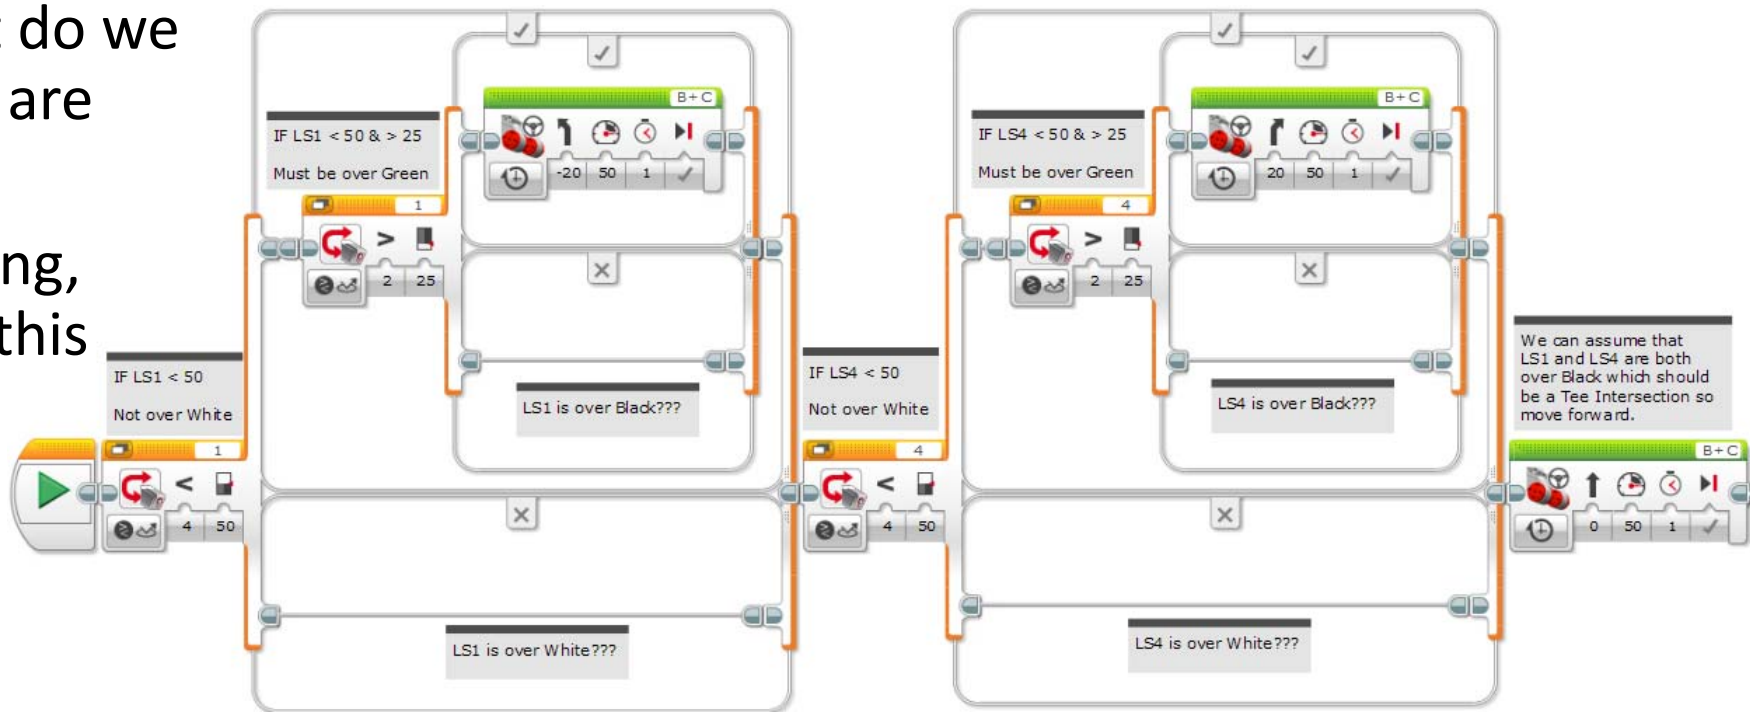 do we
are
ng,
this
IF LS1 < 50
Not over White
1
< 
4 50
IF LS1 < 50 & > 25
Must be over Green
1
>
2 25
B+C
-20 50 1
LS1 is over Black???
LS1 is over White???
IF LS4 < 50
Not over White
4
<
4 50
IF LS4 < 50 & > 25
Must be over Green
4
>
2 25
B+C
20 50 1
LS4 is over Black???
LS4 is over White???
We can assume that
LS1 and LS4 are both
over Black which should
be a Tee Intersection so
move forward.
B+C
0 50 1